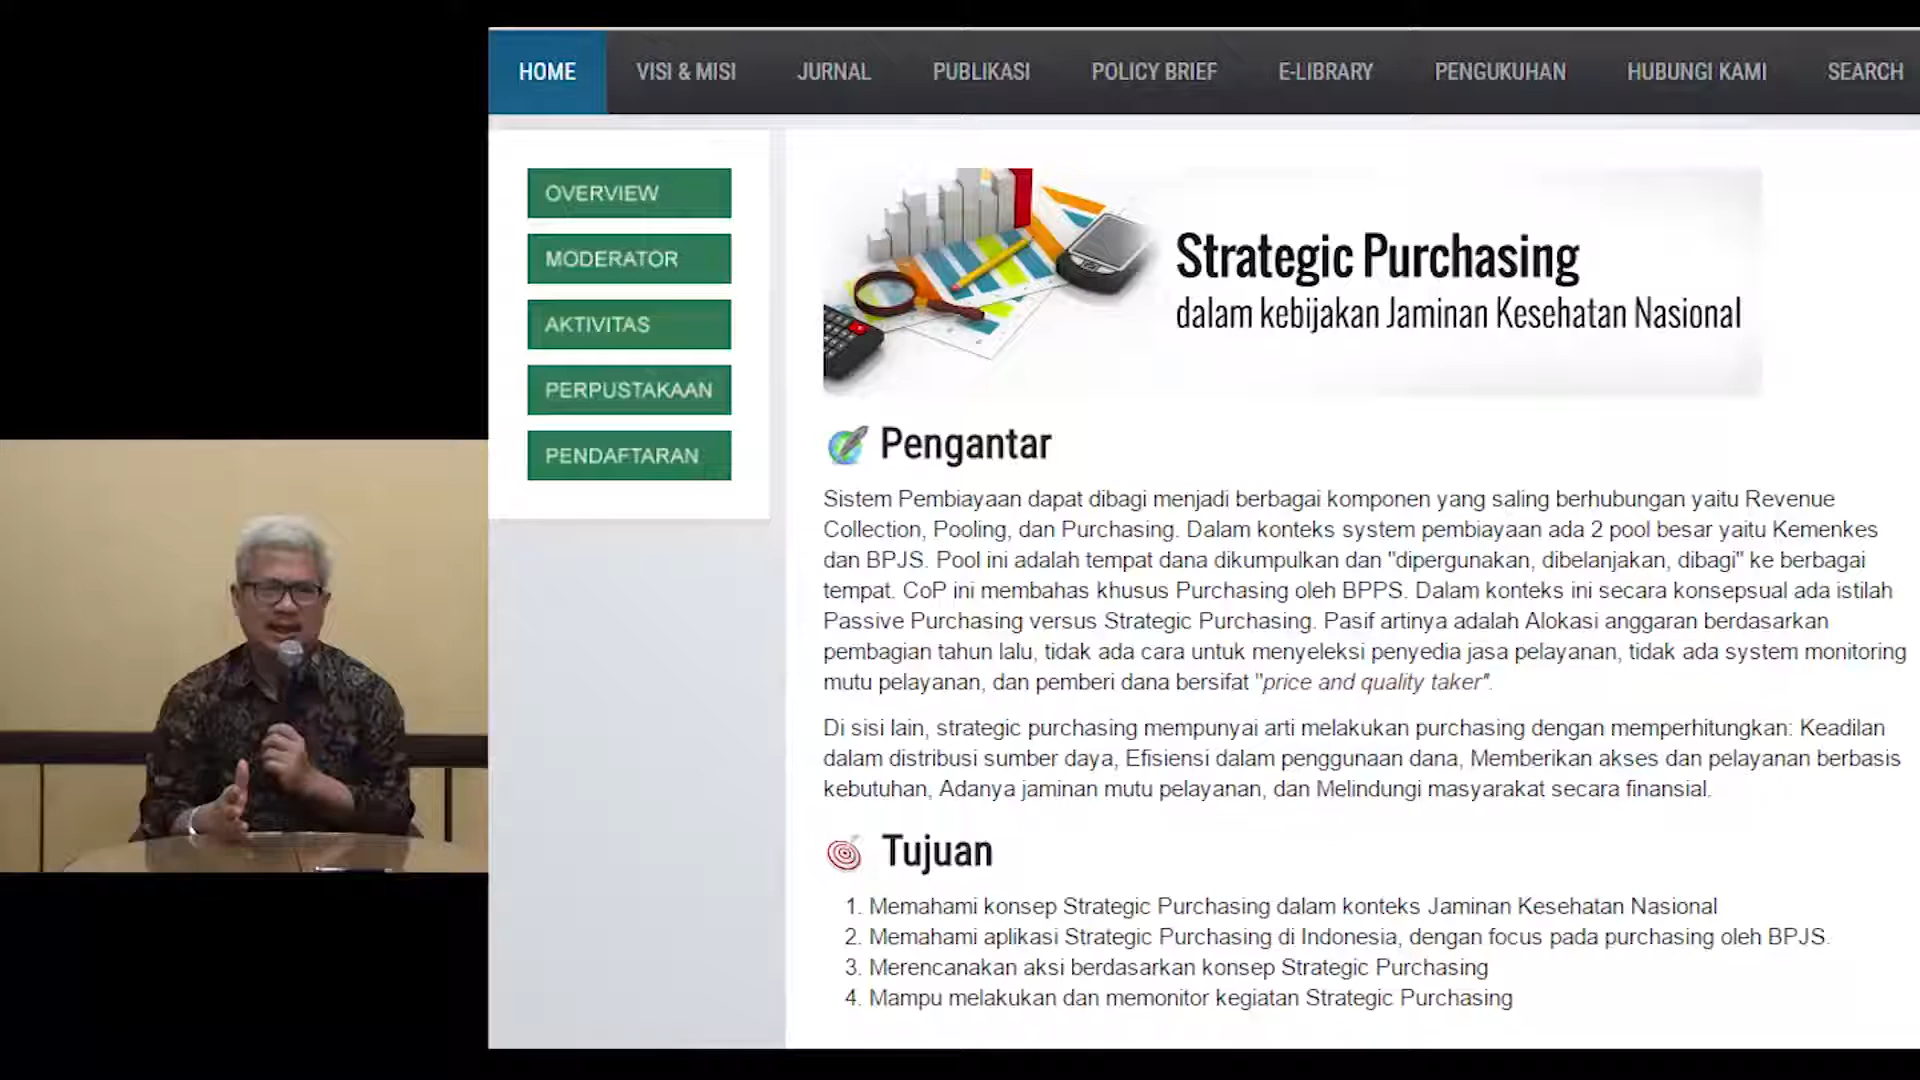 HOME VISI & MISI JURNAL PUBLIKASI POLICY BRIEF E-LIBRARY PENGUKUHAN HUBUNGI KAMI SEARCH
OVERVIEW
MODERATOR
AKTIVITAS
PERPUSTAKAAN
PENDAFTARAN
Strategic Purchasing
dalam kebijakan Jaminan Kesehatan Nasional
Pengantar
Sistem Pembiayaan dapat dibagi menjadi berbagai komponen yang saling berhubungan yaitu Revenue
Collection, Pooling, dan Purchasing. Dalam konteks system pembiayaan ada 2 pool besar yaitu Kemenkes
dan BPJS. Pool ini adalah tempat dana dikumpulkan dan "dipergunakan, dibelanjakan, dibagi" ke berbagai
tempat. CoP ini membahas khusus Purchasing oleh BPPS. Dalam konteks ini secara konsepsual ada istilah
Passive Purchasing versus Strategic Purchasing. Pasif artinya adalah Alokasi anggaran berdasarkan
pembagian tahun lalu, tidak ada cara untuk menyeleksi penyedia jasa pelayanan, tidak ada system monitoring
mutu pelayanan, dan pemberi dana bersifat "price and quality taker".
Di sisi lain, strategic purchasing mempunyai arti melakukan purchasing dengan memperhitungkan: Keadilan
dalam distribusi sumber daya, Efisiensi dalam penggunaan dana, Memberikan akses dan pelayanan berbasis
kebutuhan, Adanya jaminan mutu pelayanan, dan Melindungi masyarakat secara finansial.
Tujuan
1. Memahami konsep Strategic Purchasing dalam konteks Jaminan Kesehatan Nasional
2. Memahami aplikasi Strategic Purchasing di Indonesia, dengan focus pada purchasing oleh BPJS.
3. Merencanakan aksi berdasarkan konsep Strategic Purchasing
4. Mampu melakukan dan memonitor kegiatan Strategic Purchasing